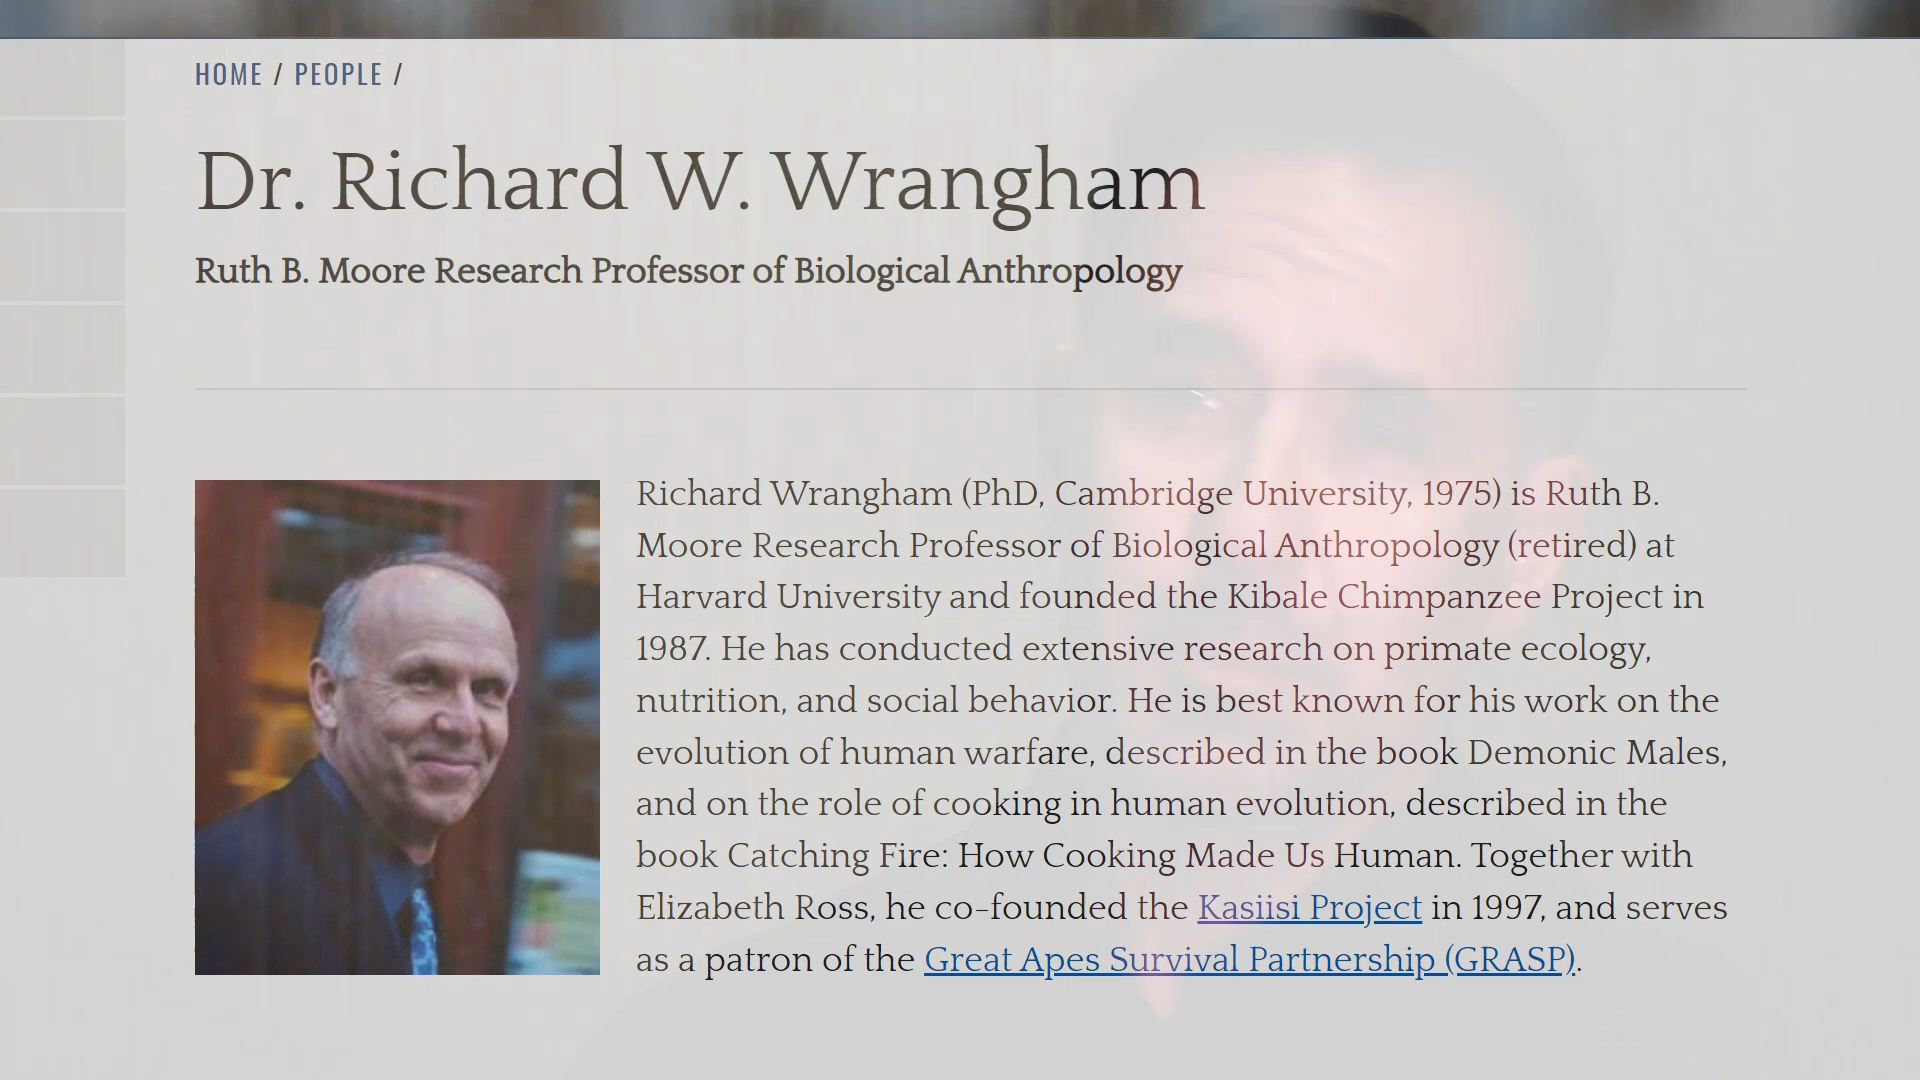 HOME / PEOPLE /
Dr. Richard W. Wrangham
Ruth B. Moore Research Professor of Biological Anthropology
Richard Wrangham (PhD, Cambridge University, 1975) is Ruth B.
Moore Research Professor of Biological Anthropology (retired) at
Harvard University and founded the Kibale Chimpanzee Project in
1987. He has conducted extensive research on primate ecology,
nutrition, and social behavior. He is best known for his work on the
evolution of human warfare, described in the book Demonic Males,
and on the role of cooking in human evolution, described in the
book Catching Fire: How Cooking Made Us Human. Together with
Elizabeth Ross, he co-founded the Kasiisi Project in 1997, and serves
as a patron of the Great Apes Survival Partnership (GRASP).